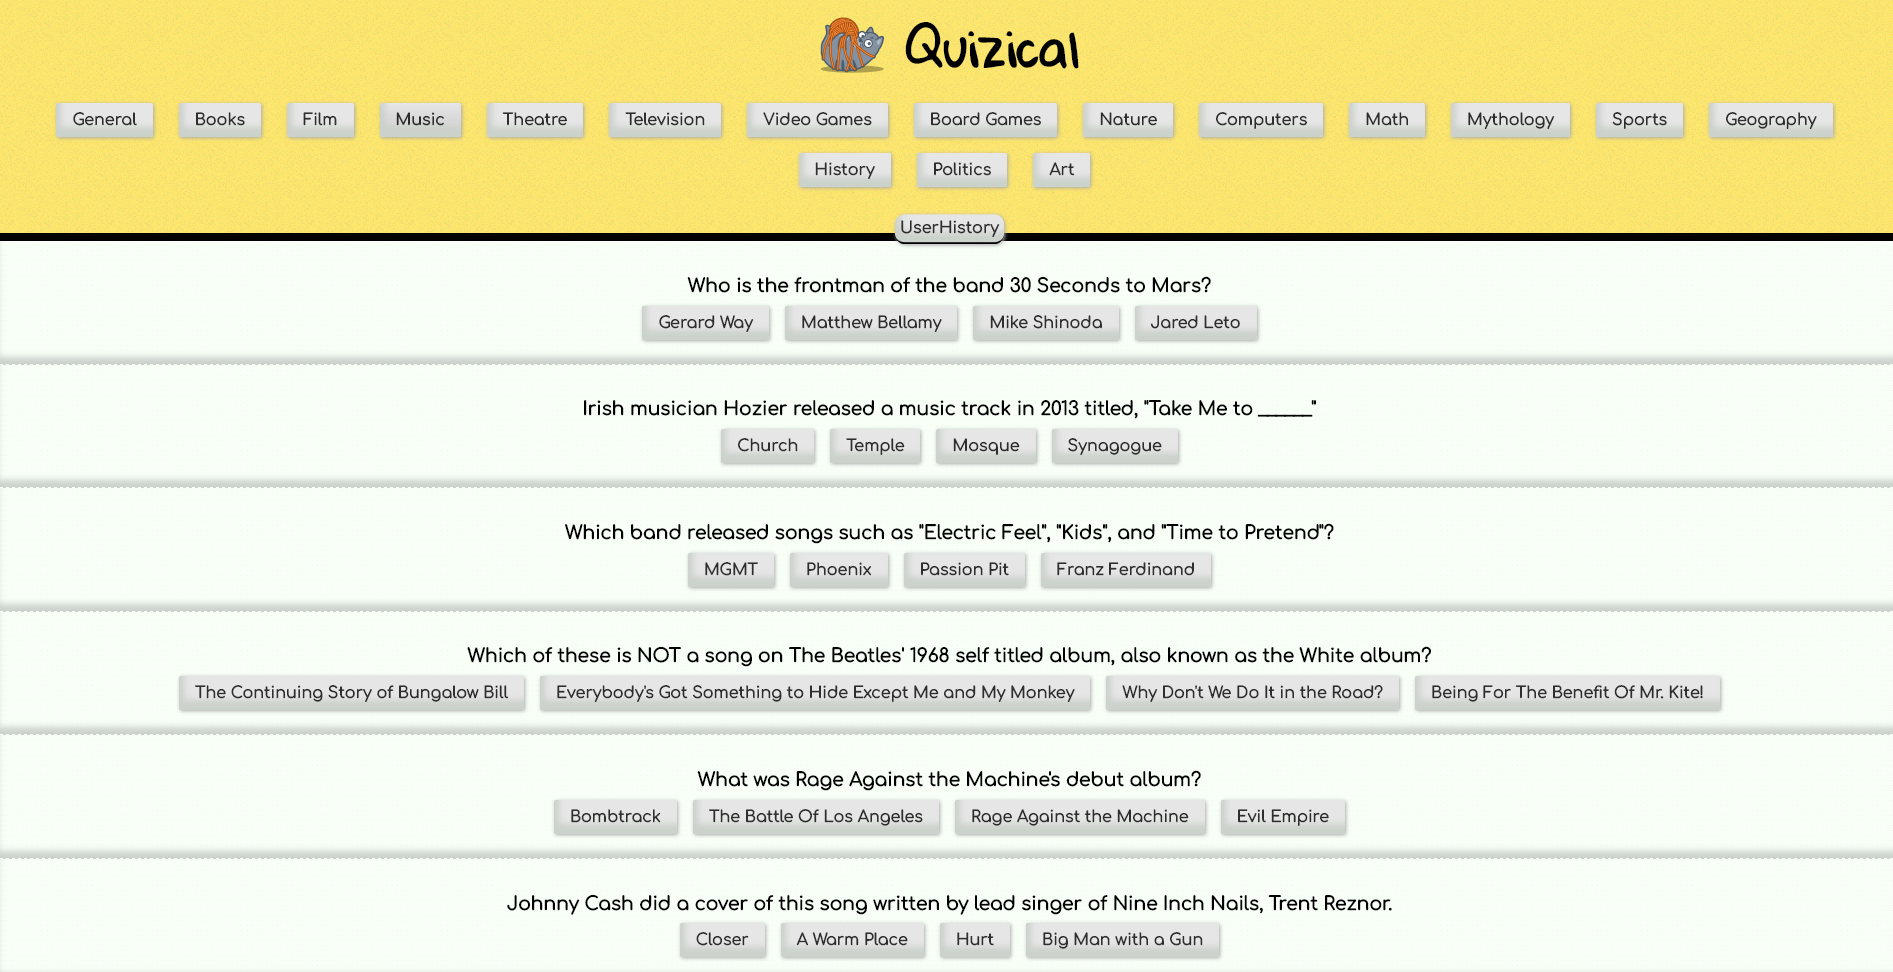 Quizical
General Books Film Music Theatre Television Video Games Board Games Nature Computers Math Mythology Sports Geography
History Politics Art
UserHistory
Who is the frontman of the band 30 Seconds to Mars?
Gerard Way Matthew Bellamy Mike Shinoda Jared Leto
Irish musician Hozier released a music track in 2013 titled, "Take Me to ______"
Church Temple Mosque Synagogue
Which band released songs such as "Electric Feel", "Kids", and "Time to Pretend"?
MGMT Phoenix Passion Pit Franz Ferdinand
Which of these is NOT a song on The Beatles' 1968 self titled album, also known as the White album?
The Continuing Story of Bungalow Bill Everybody's Got Something to Hide Except Me and My Monkey Why Don't We Do It in the Road? Being For The Benefit Of Mr. Kite!
What was Rage Against the Machine's debut album?
Bombtrack The Battle Of Los Angeles Rage Against the Machine Evil Empire
Johnny Cash did a cover of this song written by lead singer of Nine Inch Nails, Trent Reznor.
Closer A Warm Place Hurt Big Man with a Gun